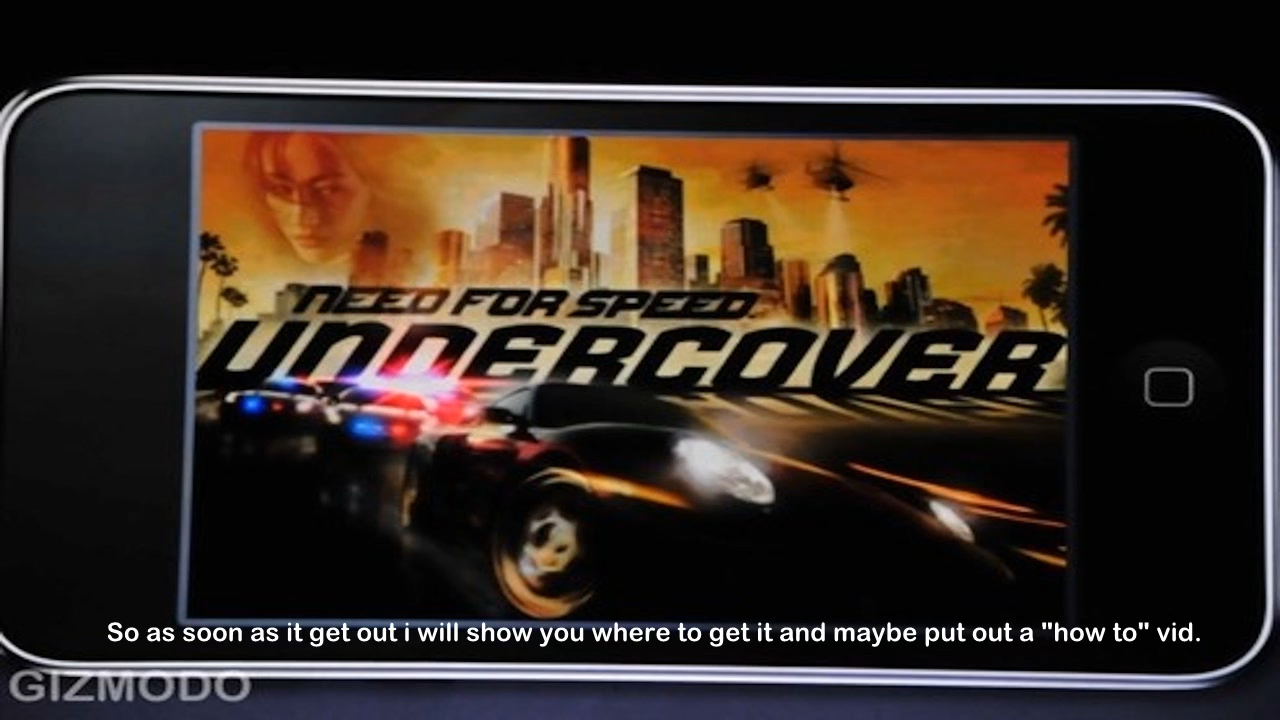 NEED FOR SPEED
UNDERCOVER
So as soon as it get out i will show you where to get it and maybe put out a "how to" vid.
GIZMODO